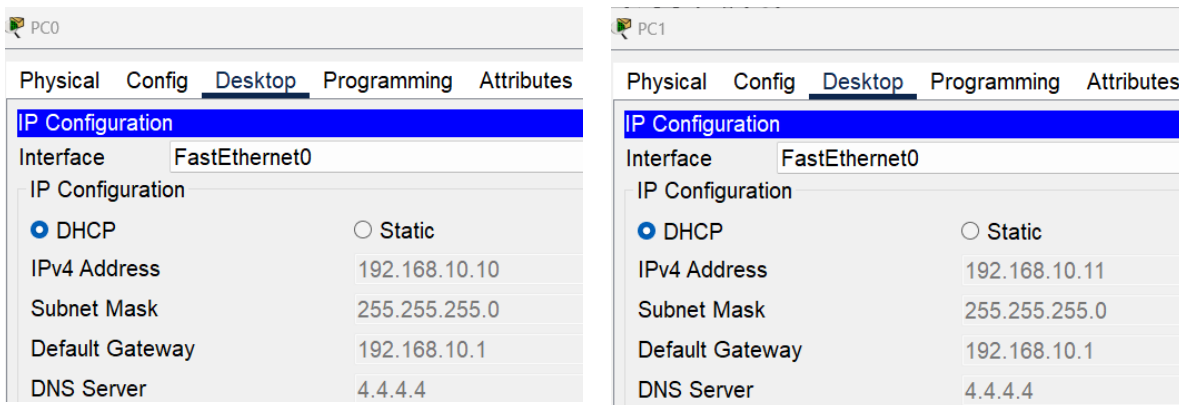 PC0
Physical Config Desktop Programming Attributes
IP Configuration
Interface FastEthernet0
IP Configuration
DHCP Static
IPv4 Address 192.168.10.10
Subnet Mask 255.255.255.0
Default Gateway 192.168.10.1
DNS Server 4.4.4.4
PC1
Physical Config Desktop Programming Attributes
IP Configuration
Interface FastEthernet0
IP Configuration
DHCP Static
IPv4 Address 192.168.10.11
Subnet Mask 255.255.255.0
Default Gateway 192.168.10.1
DNS Server 4.4.4.4